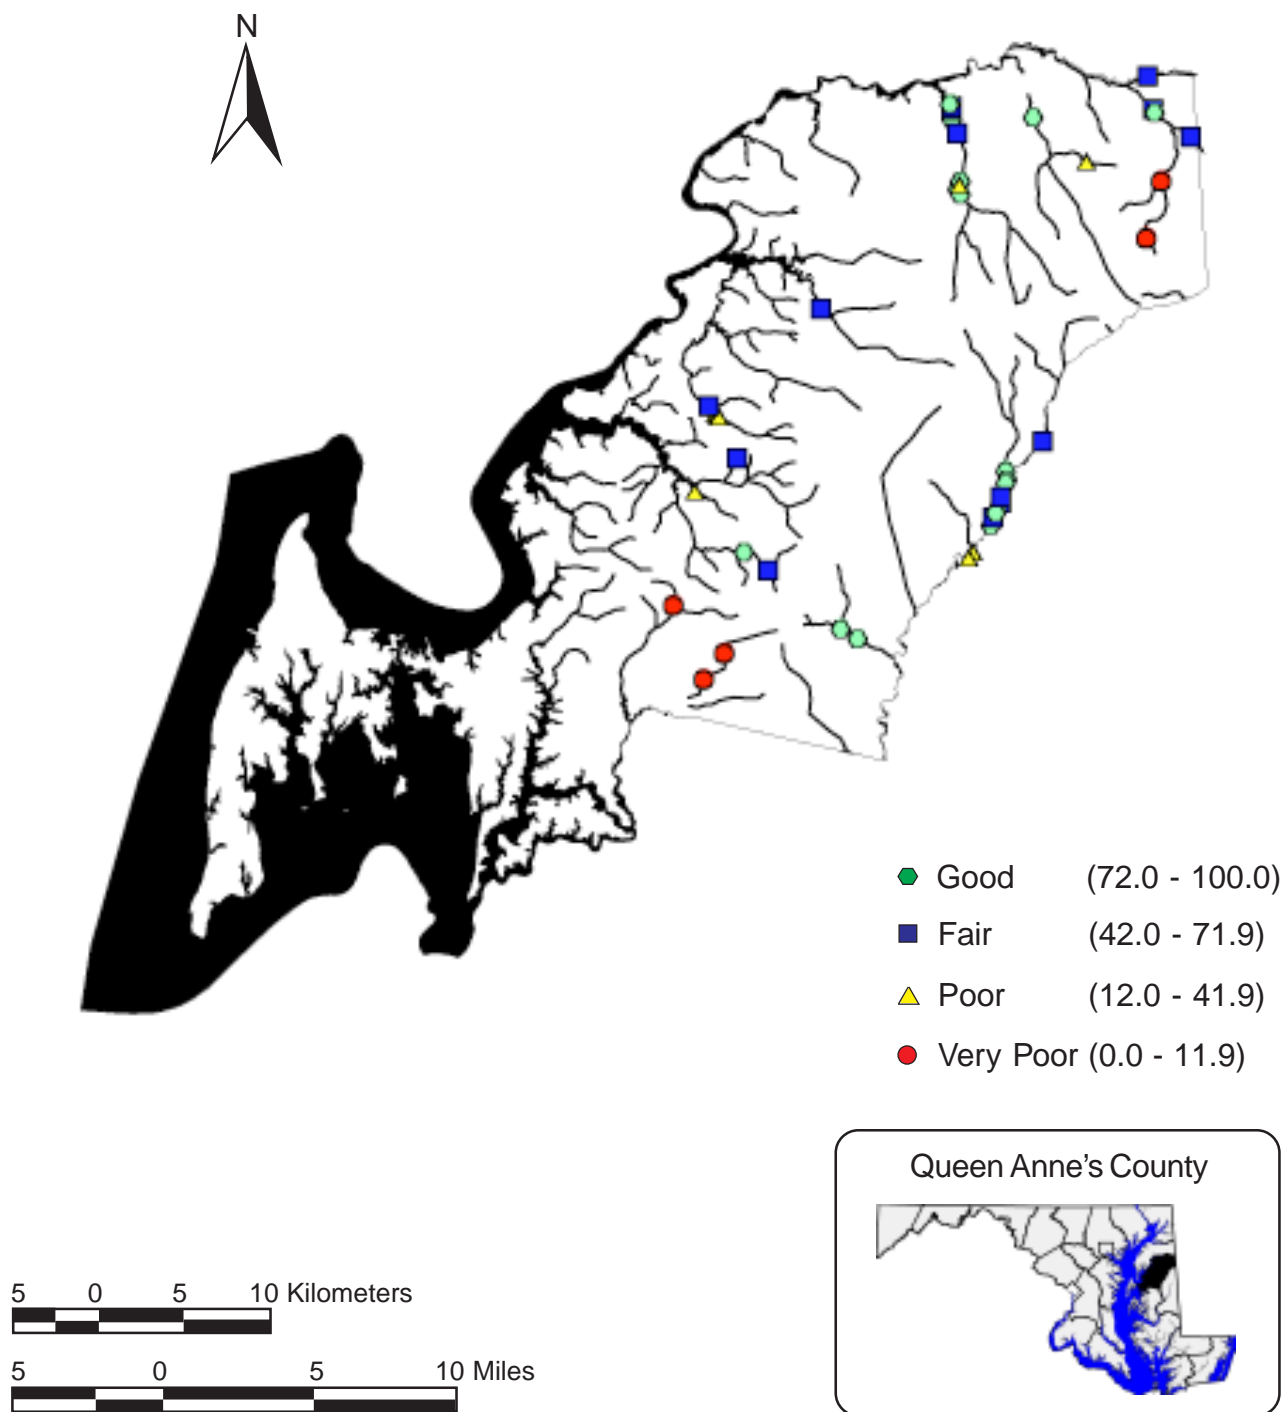 N
Good (72.0 - 100.0)
Fair (42.0 - 71.9)
Poor (12.0 - 41.9)
Very Poor (0.0 - 11.9)
Queen Anne's County
5 0 5 10 Kilometers
5 0 5 10 Miles